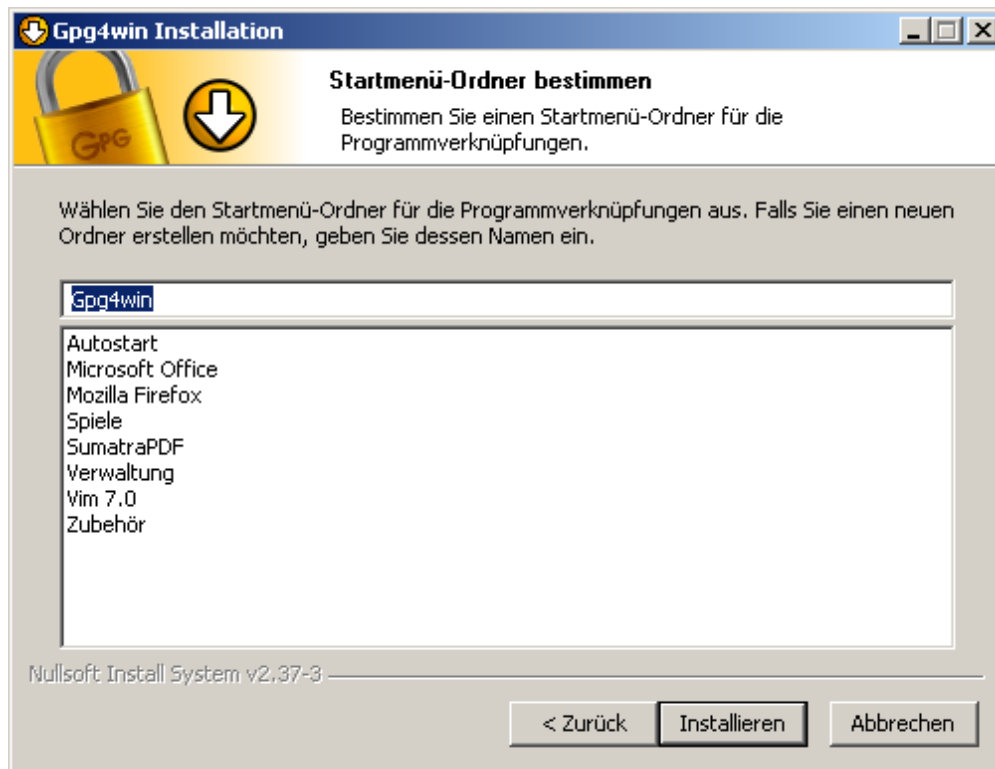 Gpg4win Installation
GPG
Startmenü-Ordner bestimmen
Bestimmen Sie einen Startmenü-Ordner für die
Programmverknüpfungen.
Wählen Sie den Startmenü-Ordner für die Programmverknüpfungen aus. Falls Sie einen neuen
Ordner erstellen möchten, geben Sie dessen Namen ein.
Gpg4win
Autostart
Microsoft Office
Mozilla Firefox
Spiele
SumatraPDF
Verwaltung
Vim 7.0
Zubehör
Nullsoft Install System v2.37-3
< Zurück Installieren Abbrechen